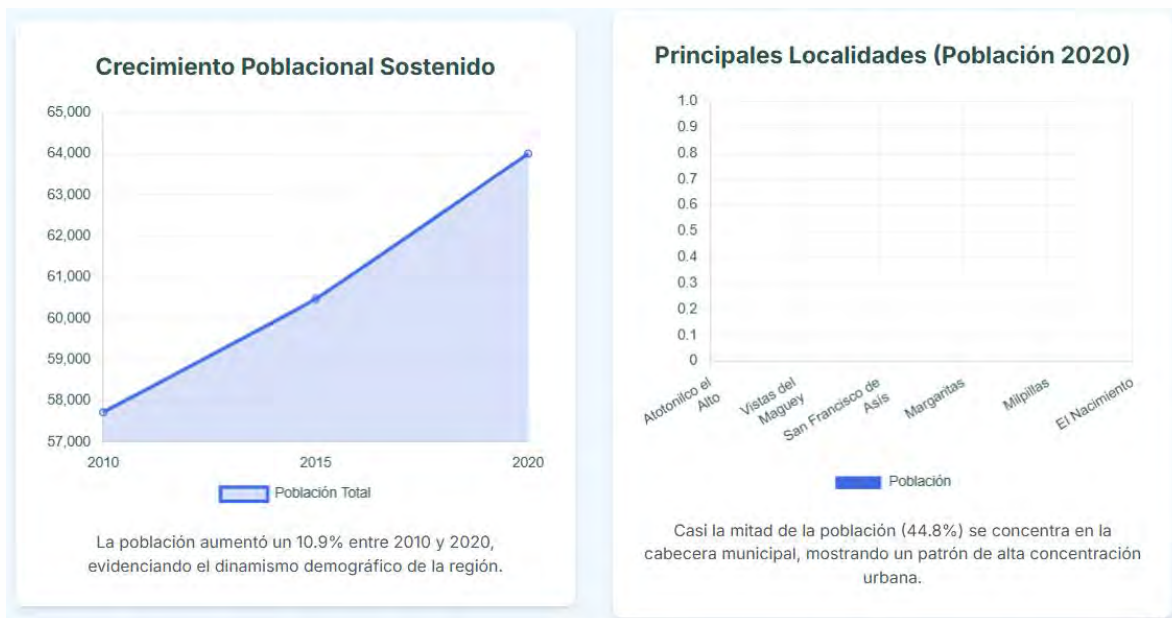 Crecimiento Poblacional Sostenido
65,000
64,000
63,000
62,000
61,000
60,000
59,000
58,000
57,000
2010
2015
2020
Población Total
La población aumentó un 10.9% entre 2010 y 2020,
evidenciando el dinamismo demográfico de la región.
Principales Localidades (Población 2020)
1.0
0.9
0.8
0.7
0.6
0.5
0.4
0.3
0.2
0.1
0
Atotonilco el
Alto
Vistas del
Maguey
San Francisco de
Asís
Margaritas
Milpillas
El Nacimiento
Población
Casi la mitad de la población (44.8%) se concentra en la
cabecera municipal, mostrando un patrón de alta concentración
urbana.